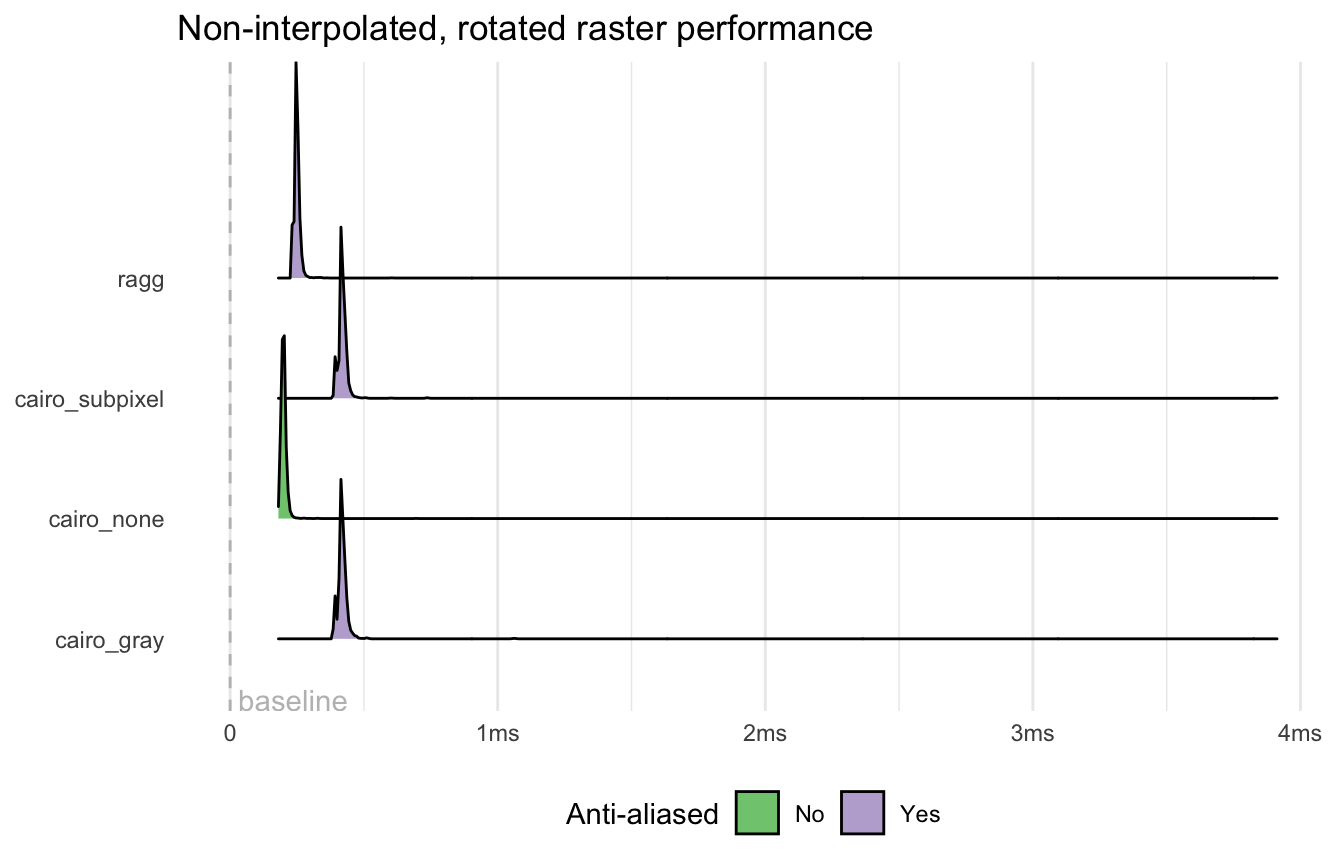 Non-interpolated, rotated raster performance
ragg
cairo_subpixel
cairo_none
cairo_gray
baseline
0 1ms 2ms 3ms 4ms
Anti-aliased No Yes